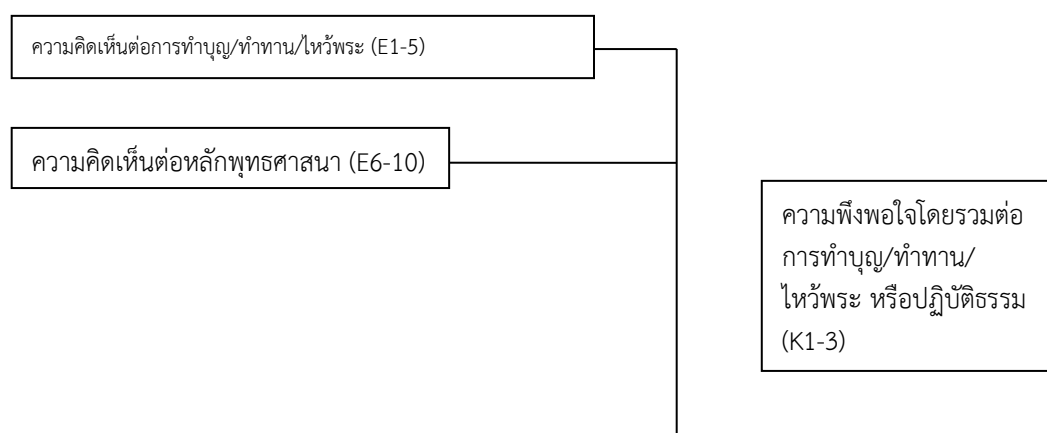 ความคิดเห็นต่อการทำบุญ/ทำทาน/ไหว้พระ (E1-5)
ความคิดเห็นต่อหลักพุทธศาสนา (E6-10)
ความพึงพอใจโดยรวมต่อ
การทำบุญ/ทำทาน/
ไหว้พระ หรือปฏิบัติธรรม
(K1-3)